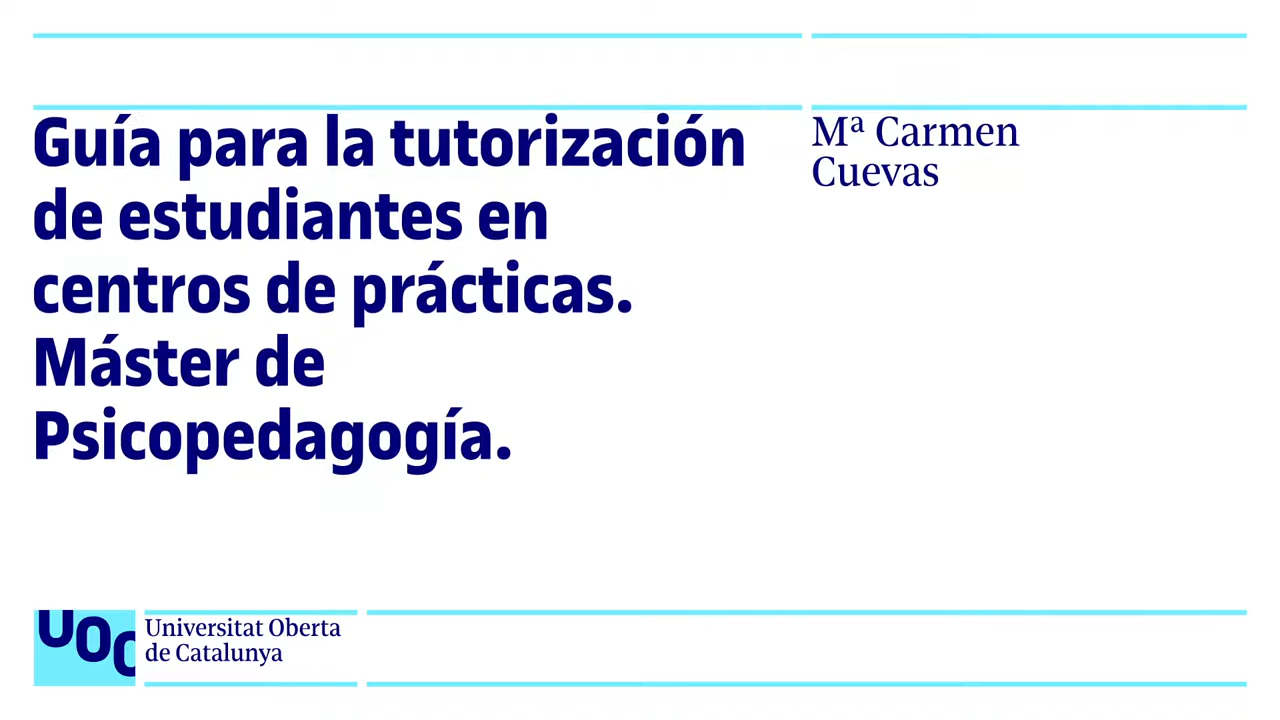 Guía para la tutorización
de estudiantes en
centros de prácticas.
Máster de
Psicopedagogía.
Mª Carmen
Cuevas
UOC
Universitat Oberta
de Catalunya